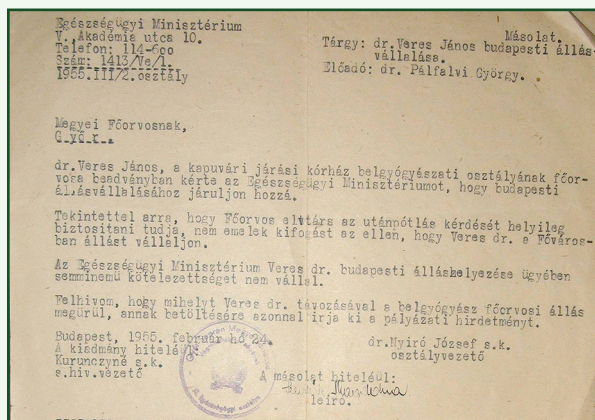 Egészségügyi Minisztérium
V., Akadémia utca 10.
Telefon: 114-600
Szám: 1413/Ve/1.
1955.III/2.osztály
Másolat.
Tárgy: dr.Veres János budapesti állás-
vállalása.
Előadó: dr. Pálfalvi György.
Megyei Főorvosnak,
G y ő r.
dr.Veres János, a kapuvári járási kórház belgyógyászati osztályának főor-
vosa beadványban kérte az Egészségügyi Minisztériumot, hogy budapesti
állásvállalásához járuljon hozzá.
Tekintettel arra, hogy Főorvos elvtárs az utánpótlás kérdését helyileg
biztositani tudja, nem emelek kifogást az ellen, hogy Veres dr. a Főváros-
ban állást vállaljon.
Az Egészségügyi Minisztérium Veres dr. budapesti álláshelyezése ügyében
semminemű kötelezettséget nem vállal.
Felhivom, hogy mihelyt Veres dr. távozásával a belgyógyász főorvosi állás
megürül, annak betöltésére azonnal irja ki a pályázati hirdetményt.
Budapest, 1955. február hó 24.
A kiadmány hiteléül
Kurunczyné s.k.
s.hiv.vezető
dr.Nyirő József s.k.
osztályvezető
A másolat hiteléül:
leiró.